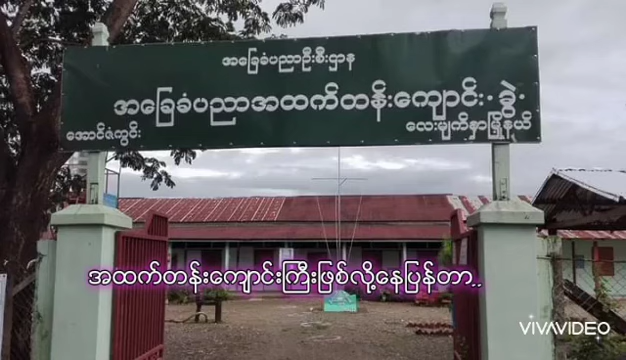 အခြေခံပညာဦးစီးဌာန
အခြေခံပညာအထက်တန်းကျောင်း၊ခွဲ၊
အောင်ဇံကွင်း
လေးမျက်နှာမြို့နယ်
အထက်တန်းကျောင်းကြီးဖြစ်လို့နေပြန်တာ..
VIVAVIDEO